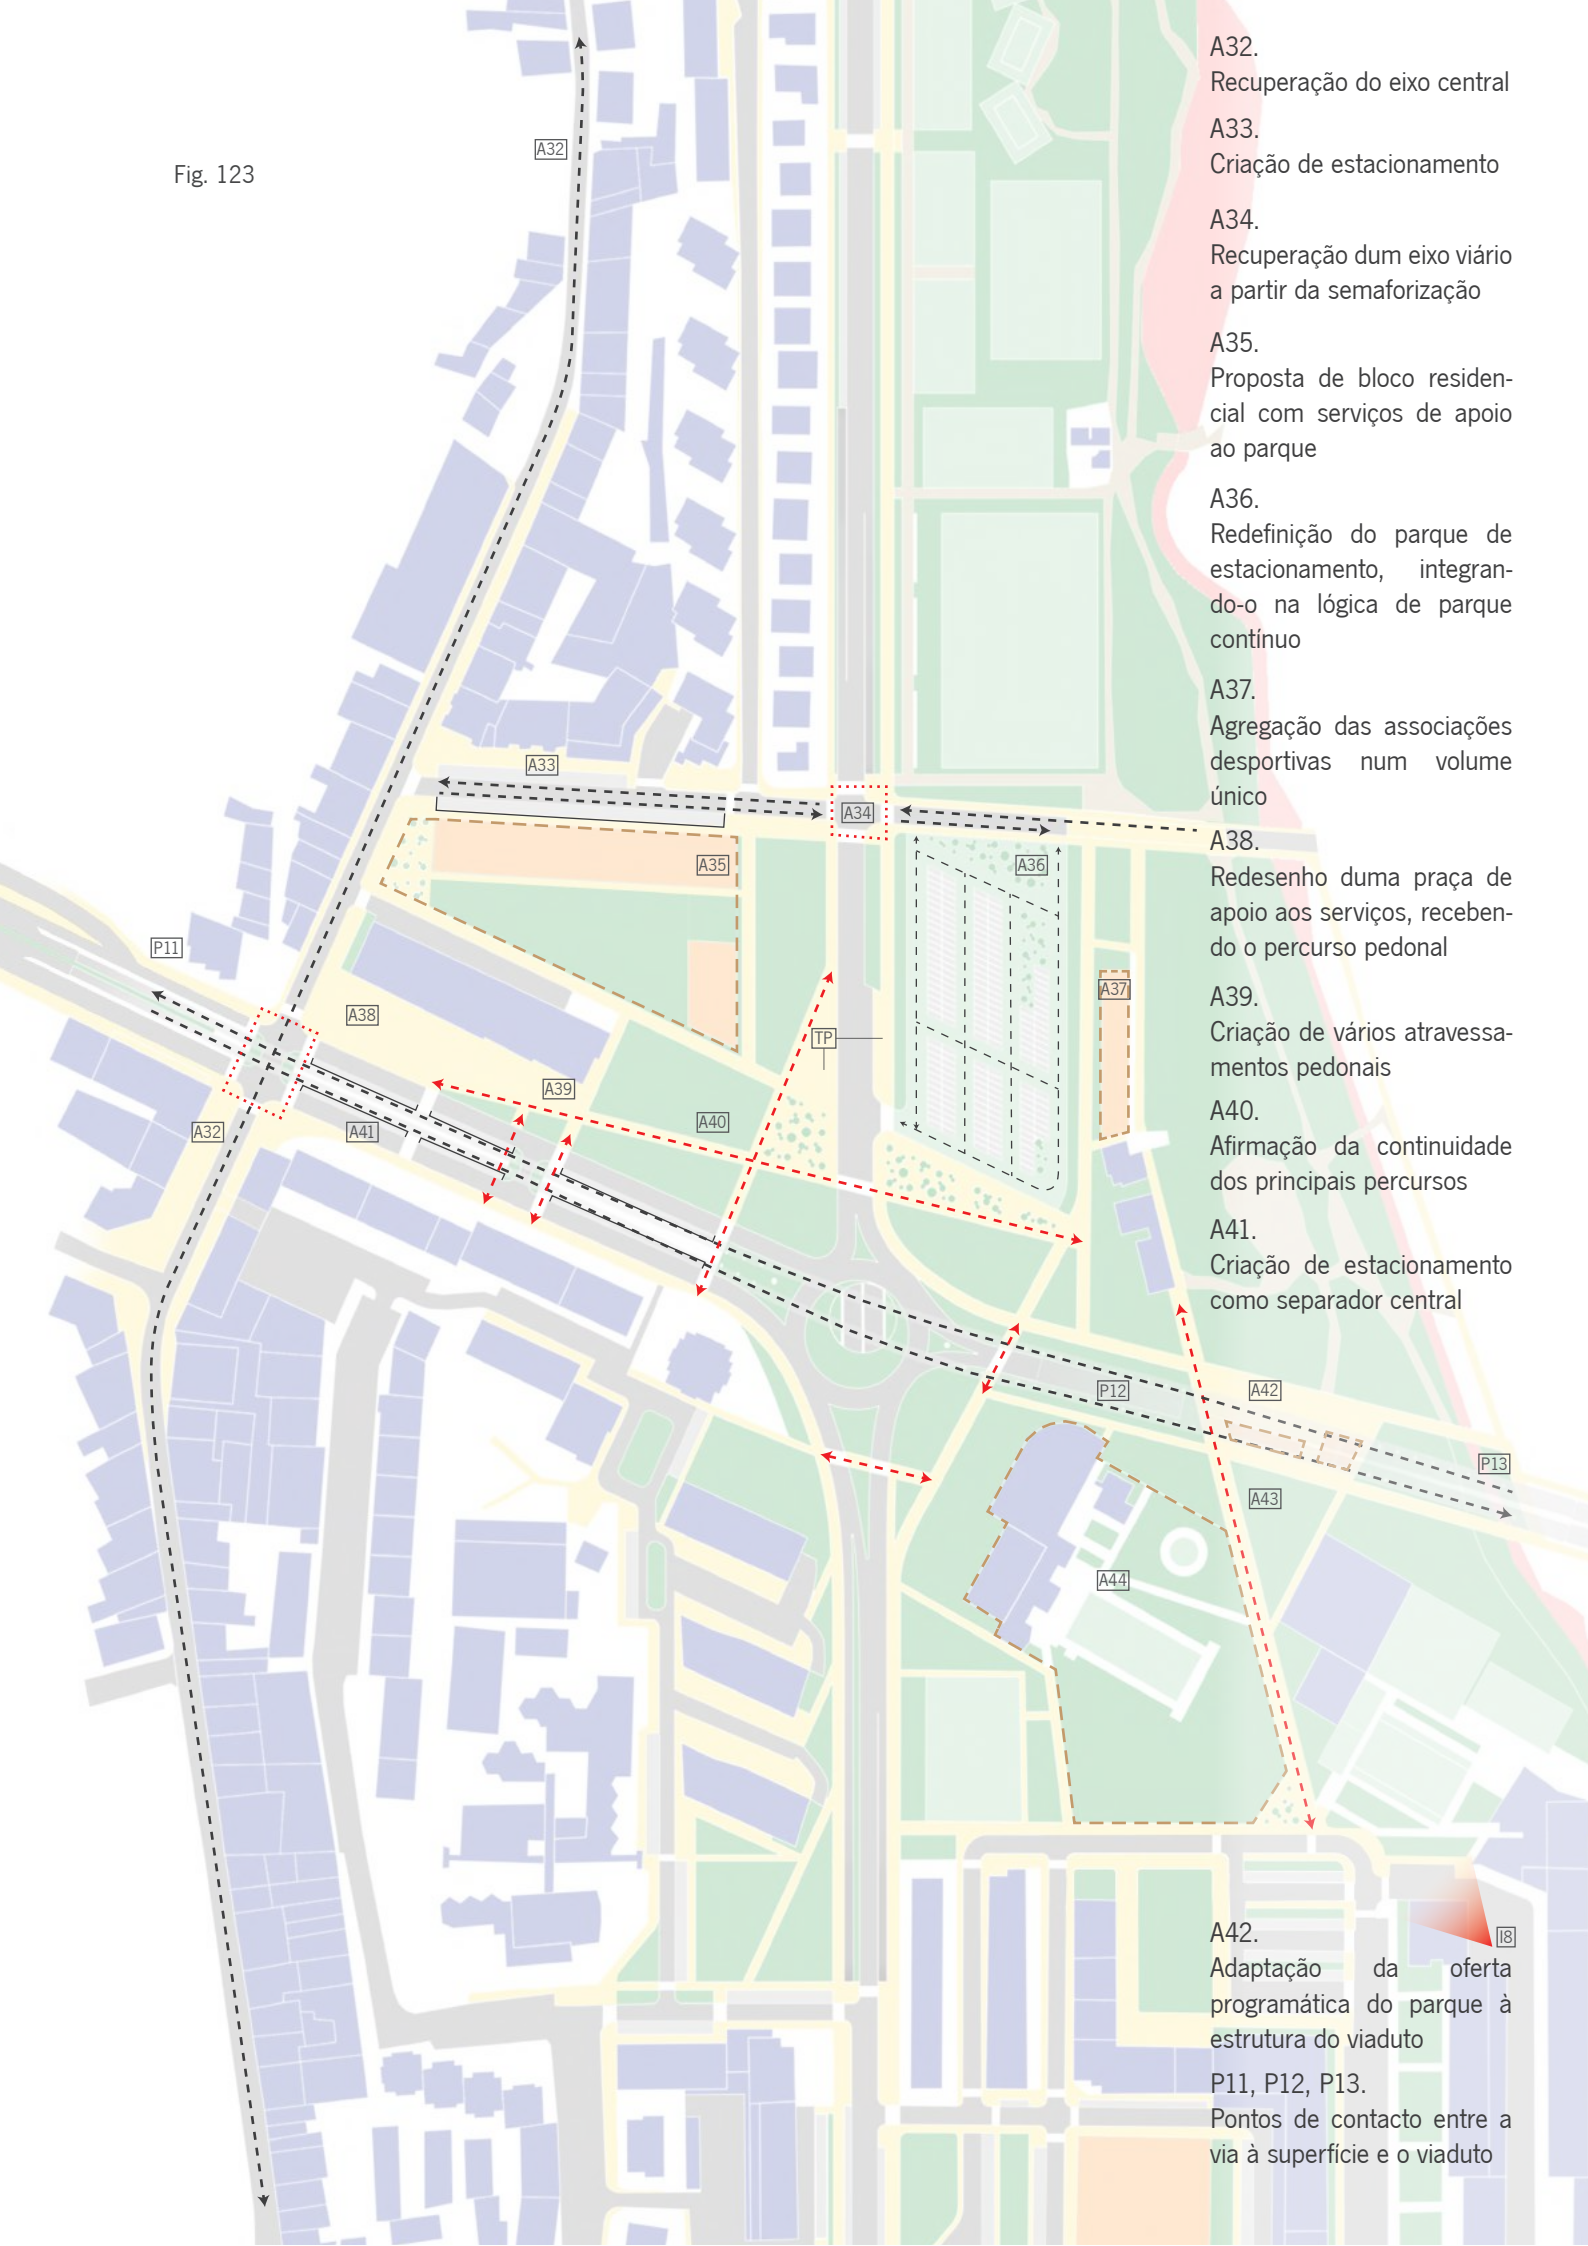 Fig. 123
A32
A33
A34
A35
A36
P11
A38
A37
TP
A39
A40
A32
A41
P12
A42
P13
A43
A44
I8
A32.
Recuperação do eixo central
A33.
Criação de estacionamento
A34.
Recuperação dum eixo viário
a partir da semaforização
A35.
Proposta de bloco residen-
cial com serviços de apoio
ao parque
A36.
Redefinição do parque de
estacionamento, integran-
do-o na lógica de parque
contínuo
A37.
Agregação das associações
desportivas num volume
único
A38.
Redesenho duma praça de
apoio aos serviços, receben-
do o percurso pedonal
A39.
Criação de vários atravessa-
mentos pedonais
A40.
Afirmação da continuidade
dos principais percursos
A41.
Criação de estacionamento
como separador central
A42.
Adaptação da oferta
programática do parque à
estrutura do viaduto
P11, P12, P13.
Pontos de contacto entre a
via à superfície e o viaduto